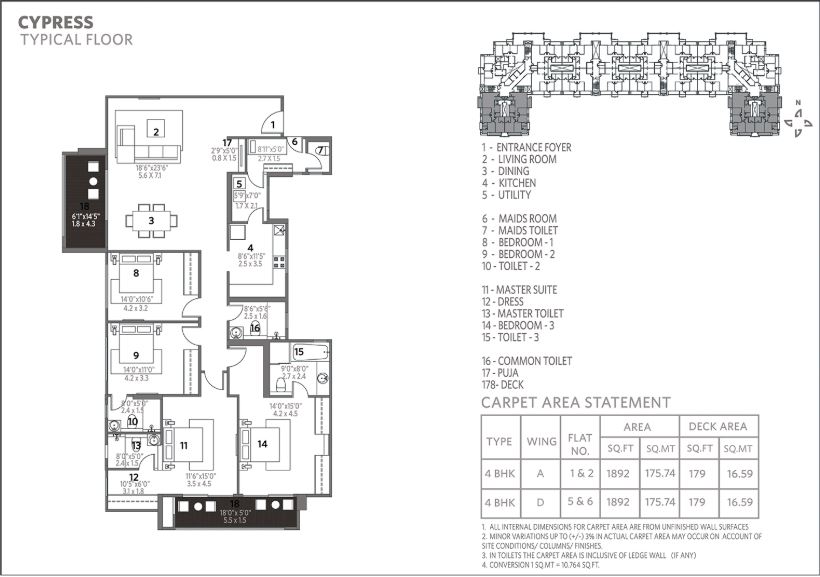 CYPRESS
TYPICAL FLOOR
N
1
2
18'6"x23'6"
5.6 X 7.1
17
2'9"x5'0"
0.8 X 1.5
8'11"x5'0"
2.7 X 1.5
6
7
5
5'9"x7'0"
1.7 X 2.1
18
6'1"x14'5"
1.8 x 4.3
3
4
8'6"x11'5"
2.5 x 3.5
8
14'0"x10'6"
4.2 x 3.2
8'6"x5'6"
2.5 x 1.6
16
9
14'0"x11'0"
4.2 x 3.3
15
9'0"x8'0"
2.7 x 2.4
8'0"x5'0"
2.4 x 1.5
10
14'0"x15'0"
4.2 x 4.5
13
8'0"x5'0"
2.4 x 1.5
11
14
12
10'5"x6'0"
3.1 x 1.8
11'6"x15'0"
3.5 x 4.5
18
18'0"x 5'0"
5.5 x 1.5
1 - ENTRANCE FOYER
2 - LIVING ROOM
3 - DINING
4 - KITCHEN
5 - UTILITY
6 - MAIDS ROOM
7 - MAIDS TOILET
8 - BEDROOM - 1
9 - BEDROOM - 2
10 - TOILET - 2
11 - MASTER SUITE
12 - DRESS
13 - MASTER TOILET
14 - BEDROOM - 3
15 - TOILET - 3
16 - COMMON TOILET
17 - PUJA
178- DECK
CARPET AREA STATEMENT
TYPE WING FLAT NO. AREA DECK AREA
SQ.FT SQ.MT SQ.FT SQ.MT
4 BHK A 1 & 2 1892 175.74 179 16.59
4 BHK D 5 & 6 1892 175.74 179 16.59
1. ALL INTERNAL DIMENSIONS FOR CARPET AREA ARE FROM UNFINISHED WALL SURFACES
2. MINOR VARIATIONS UP TO (+/-) 3% IN ACTUAL CARPET AREA MAY OCCUR ON ACCOUNT OF
SITE CONDITIONS/ COLUMNS/ FINISHES.
3. IN TOILETS THE CARPET AREA IS INCLUSIVE OF LEDGE WALL (IF ANY)
4. CONVERSION 1 SQ.MT = 10.764 SQ.FT.